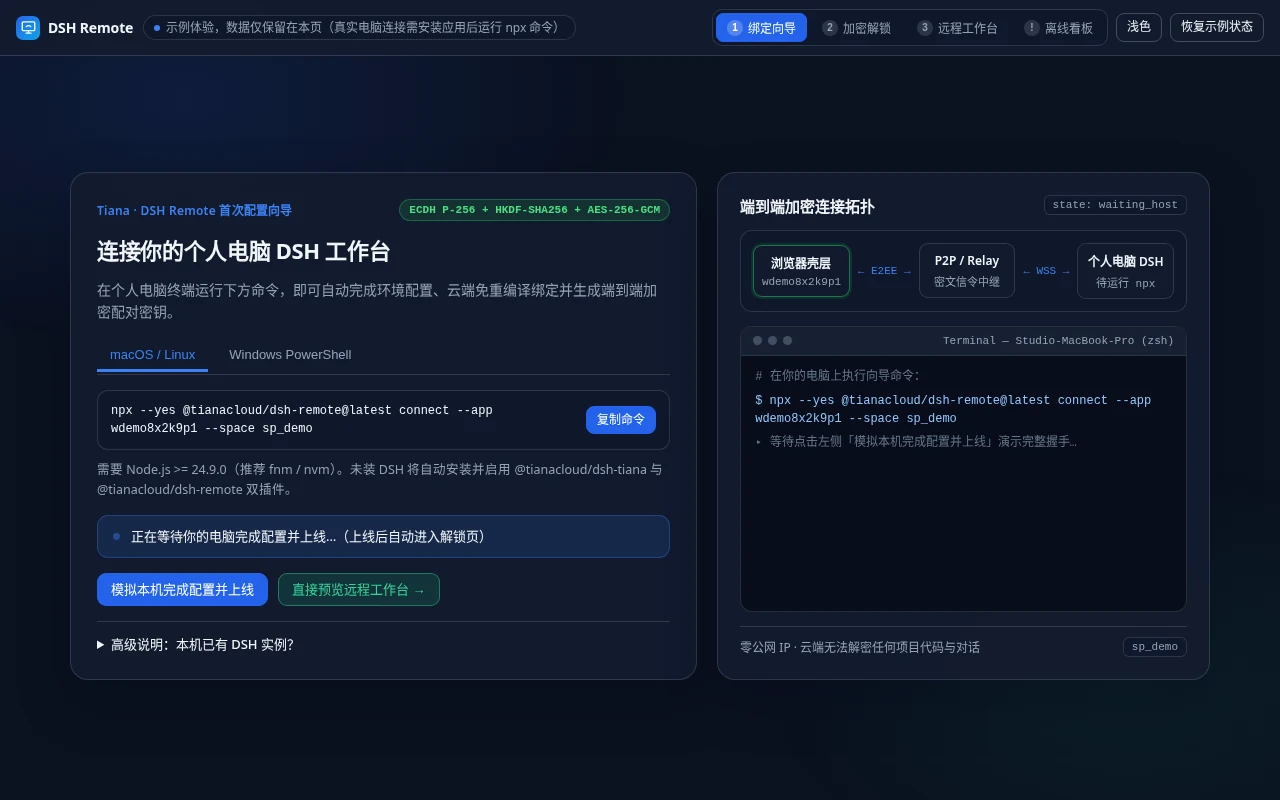 DSH Remote
示例体验，数据仅保留在本页（真实电脑连接需安装应用后运行 npx 命令）
1 绑定向导
2 加密解锁
3 远程工作台
! 离线看板
浅色
恢复示例状态
Tiana · DSH Remote 首次配置向导
ECDH P-256 + HKDF-SHA256 + AES-256-GCM
连接你的个人电脑 DSH 工作台
在个人电脑终端运行下方命令，即可自动完成环境配置、云端免重编译绑定并生成端到端加
密配对密钥。
macOS / Linux
Windows PowerShell
npx --yes @tianacloud/dsh-remote@latest connect --app
wdemo8x2k9p1 --space sp_demo
复制命令
需要 Node.js >= 24.9.0（推荐 fnm / nvm）。未装 DSH 将自动安装并启用 @tianacloud/dsh-tiana 与
@tianacloud/dsh-remote 双插件。
正在等待你的电脑完成配置并上线…（上线后自动进入解锁页）
模拟本机完成配置并上线
直接预览远程工作台 →
▶ 高级说明：本机已有 DSH 实例？
端到端加密连接拓扑
state: waiting_host
浏览器壳层
wdemo8x2k9p1
← E2EE →
P2P / Relay
密文信令中继
← WSS →
个人电脑 DSH
待运行 npx
Terminal — Studio-MacBook-Pro (zsh)
# 在你的电脑上执行向导命令：
$ npx --yes @tianacloud/dsh-remote@latest connect --app
wdemo8x2k9p1 --space sp_demo
▸ 等待点击左侧「模拟本机完成配置并上线」演示完整握手…
零公网 IP · 云端无法解密任何项目代码与对话
sp_demo